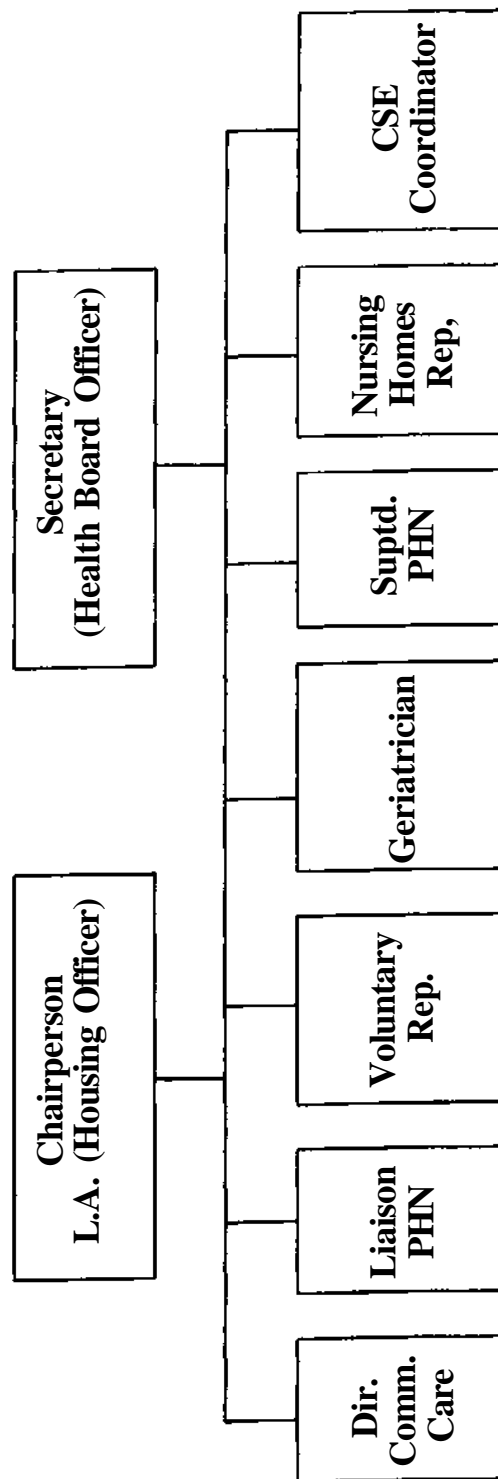 Chairperson
L.A. (Housing Officer)
Secretary
(Health Board Officer)
Dir.
Comm.
Care
Liaison
PHN
Voluntary
Rep.
Geriatrician
Suptd.
PHN
Nursing
Homes
Rep,
CSE
Coordinator